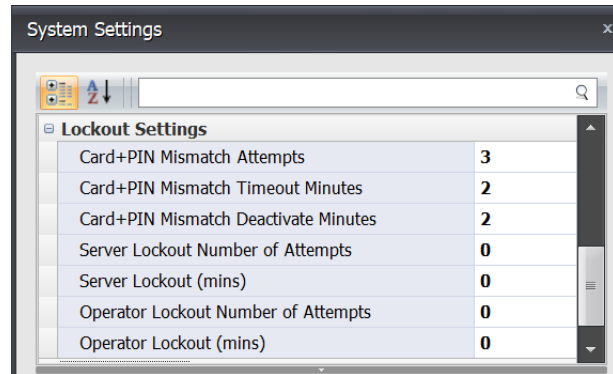 System Settings x
A
Z
Lockout Settings
Card+PIN Mismatch Attempts 3
Card+PIN Mismatch Timeout Minutes 2
Card+PIN Mismatch Deactivate Minutes 2
Server Lockout Number of Attempts 0
Server Lockout (mins) 0
Operator Lockout Number of Attempts 0
Operator Lockout (mins) 0